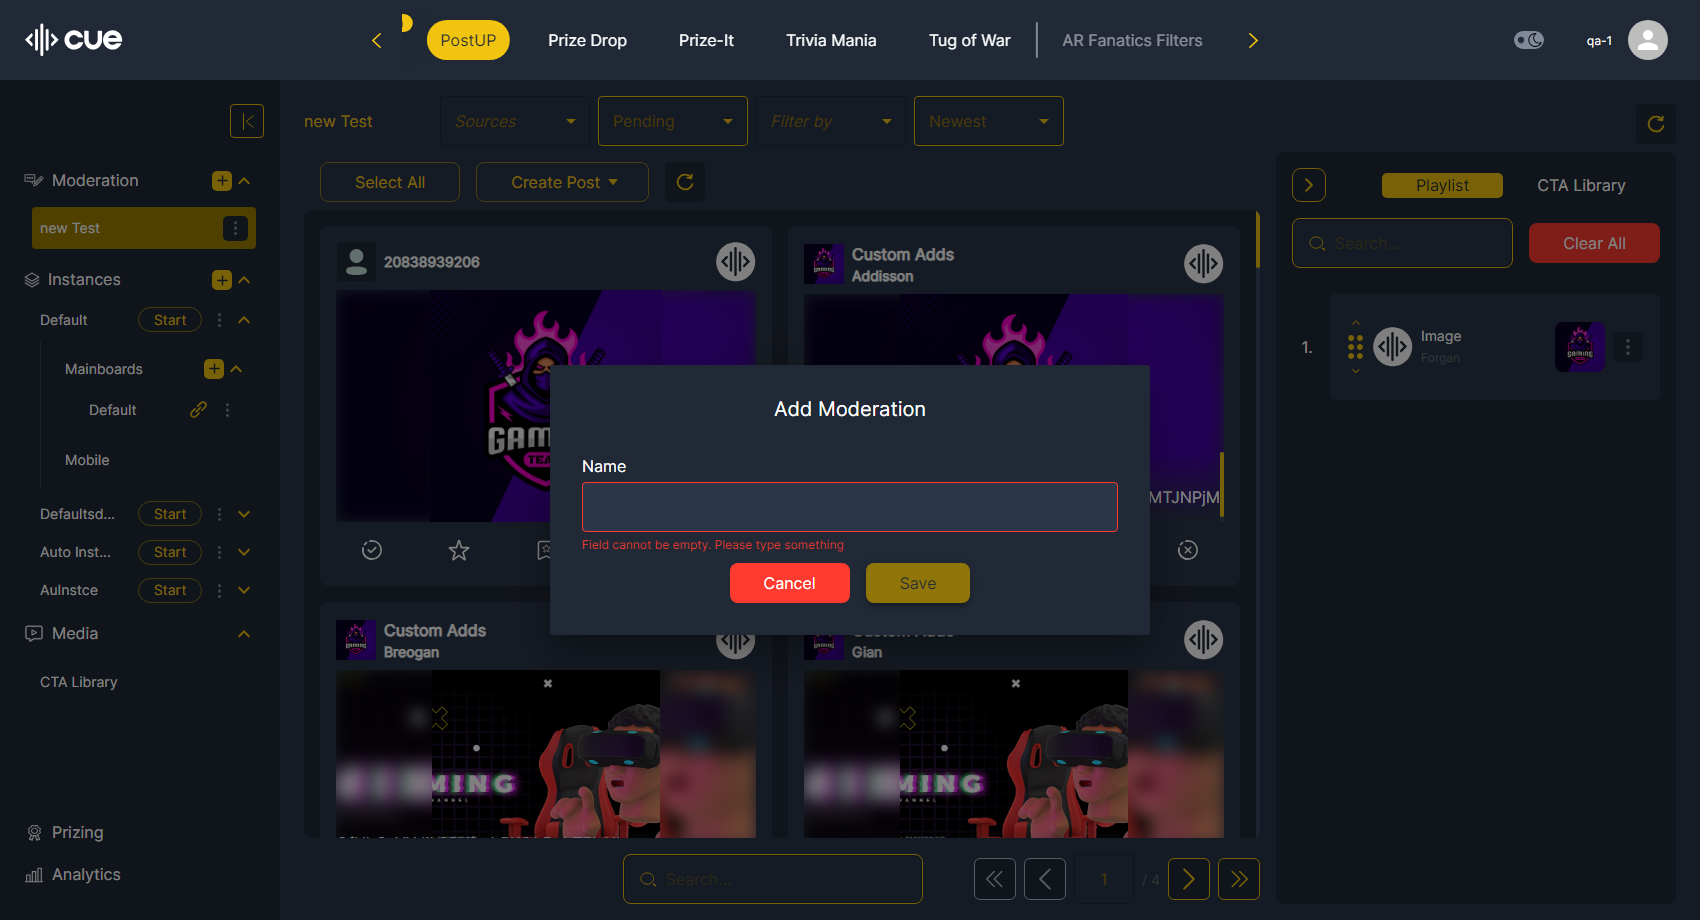 cue
PostUP
Prize Drop
Prize-It
Trivia Mania
Tug of War
AR Fanatics Filters
qa-1
new Test
Sources
Pending
Filter by
Newest
Select All
Create Post
Moderation
new Test
Instances
Default
Start
Mainboards
Default
Mobile
Defaultsd...
Start
Auto Inst...
Start
AuInstce
Start
Media
CTA Library
Prizing
Analytics
20838939206
Custom Adds
Addisson
MTJNPjM
Add Moderation
Name
Field cannot be empty. Please type something
Cancel
Save
Custom Adds
Breogan
Gian
Search...
1
/ 4
Playlist
CTA Library
Search...
Clear All
1.
Image
Forgan
GAMING